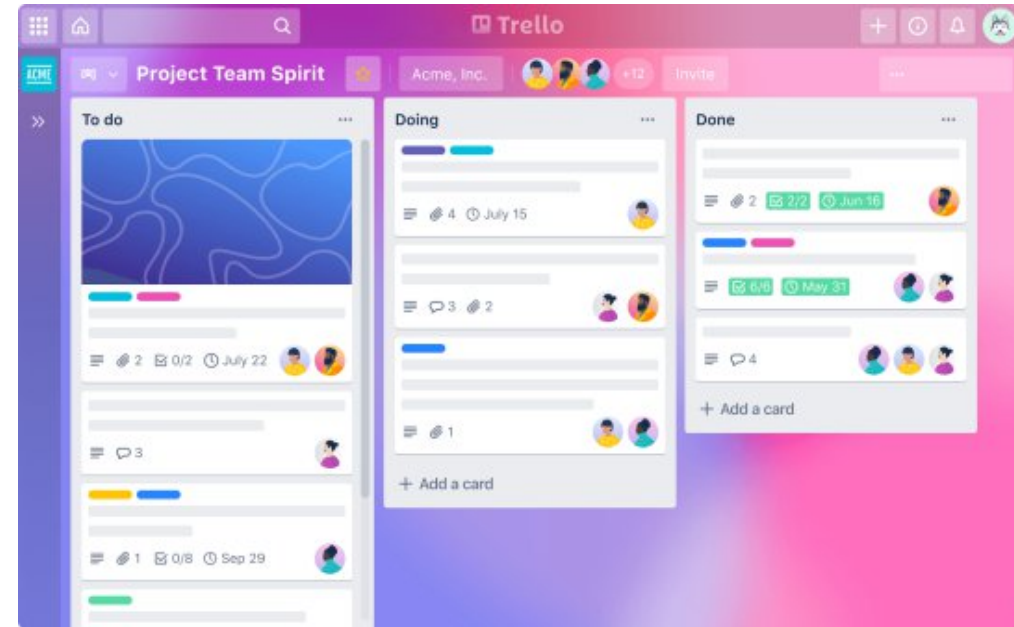 Trello
ACME
Project Team Spirit
Acme, Inc.
+12
Invite
To do
2 0/2 July 22
3
1 0/8 Sep 29
Doing
4 July 15
3 2
1
+ Add a card
Done
2 2/2 Jun 16
6/6 May 31
4
+ Add a card